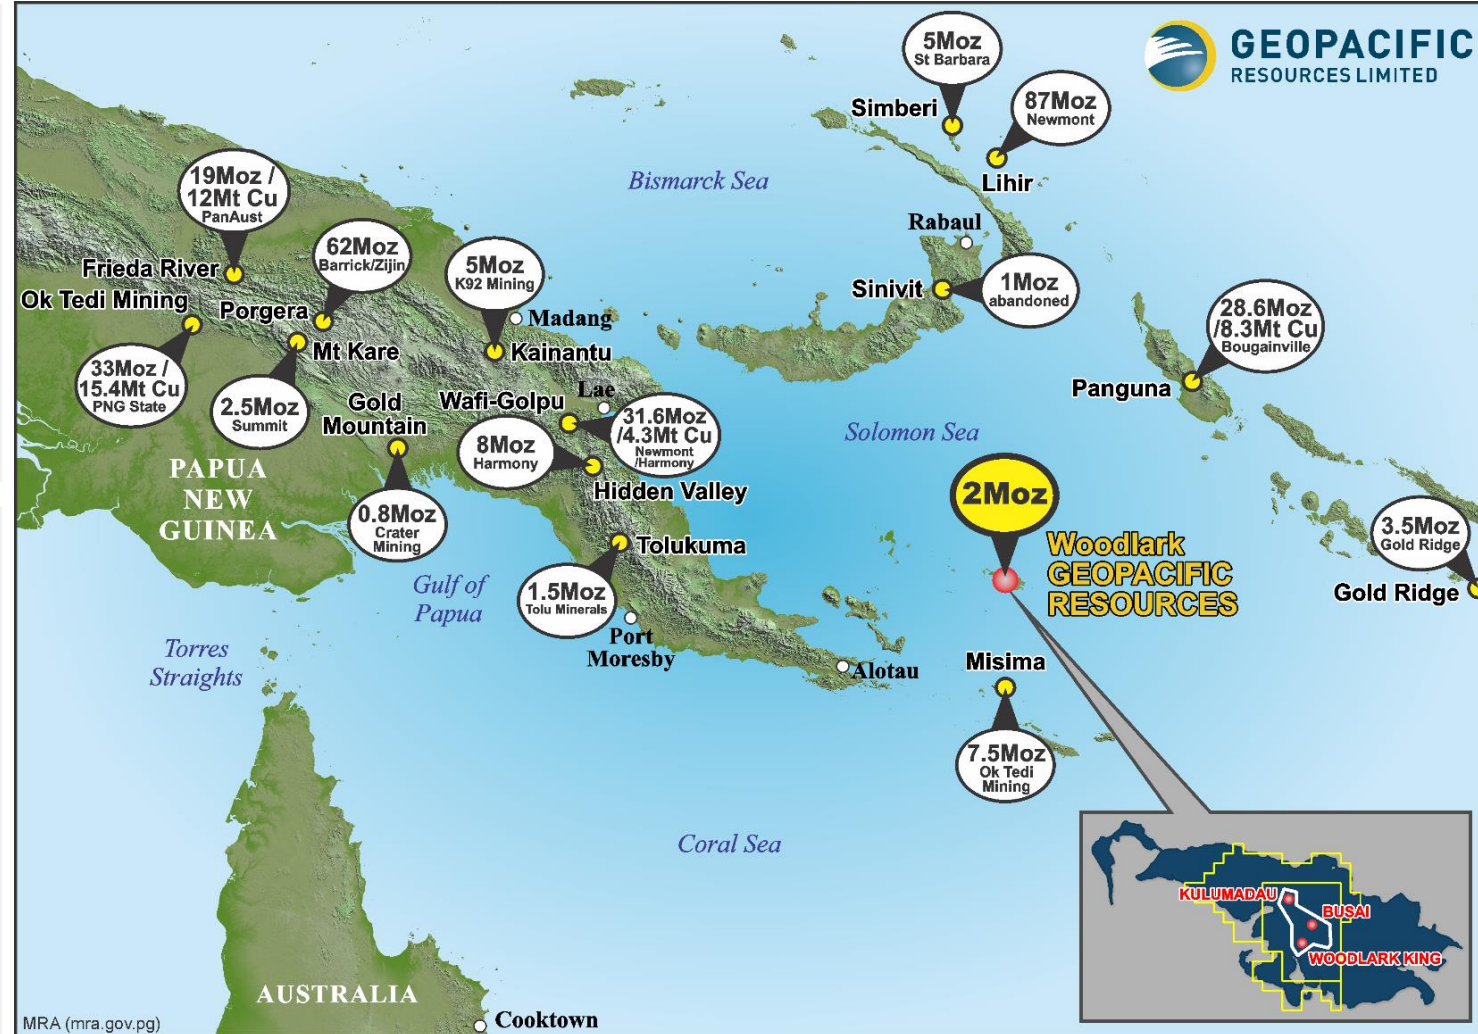 GEOPACIFIC
RESOURCES LIMITED
5Moz
St Barbara
Simberi
87Moz
Newmont
Lihir
Bismarck Sea
19Moz /
12Mt Cu
PanAust
Frieda River
Ok Tedi Mining
62Moz
Barrick/Zijin
Porgera
Mt Kare
5Moz
K92 Mining
Madang
Kainantu
Rabaul
Sinivit
1Moz
abandoned
28.6Moz
/8.3Mt Cu
Bougainville
Panguna
33Moz /
15.4Mt Cu
PNG State
2.5Moz
Summit
Gold
Mountain
Lae
Wafi-Golpu
31.6Moz
/4.3Mt Cu
Newmont
/Harmony
8Moz
Harmony
Hidden Valley
Solomon Sea
PAPUA
NEW
GUINEA
0.8Moz
Crater
Mining
2Moz
Woodlark
GEOPACIFIC
RESOURCES
3.5Moz
Gold Ridge
Gold Ridge
Tolukuma
1.5Moz
Tolu Minerals
Gulf of
Papua
Port
Moresby
Torres
Straights
Alotau
Misima
7.5Moz
Ok Tedi
Mining
Coral Sea
KULUMADAU
BUSAI
WOODLARK KING
AUSTRALIA
Cooktown
MRA (mra.gov.pg)